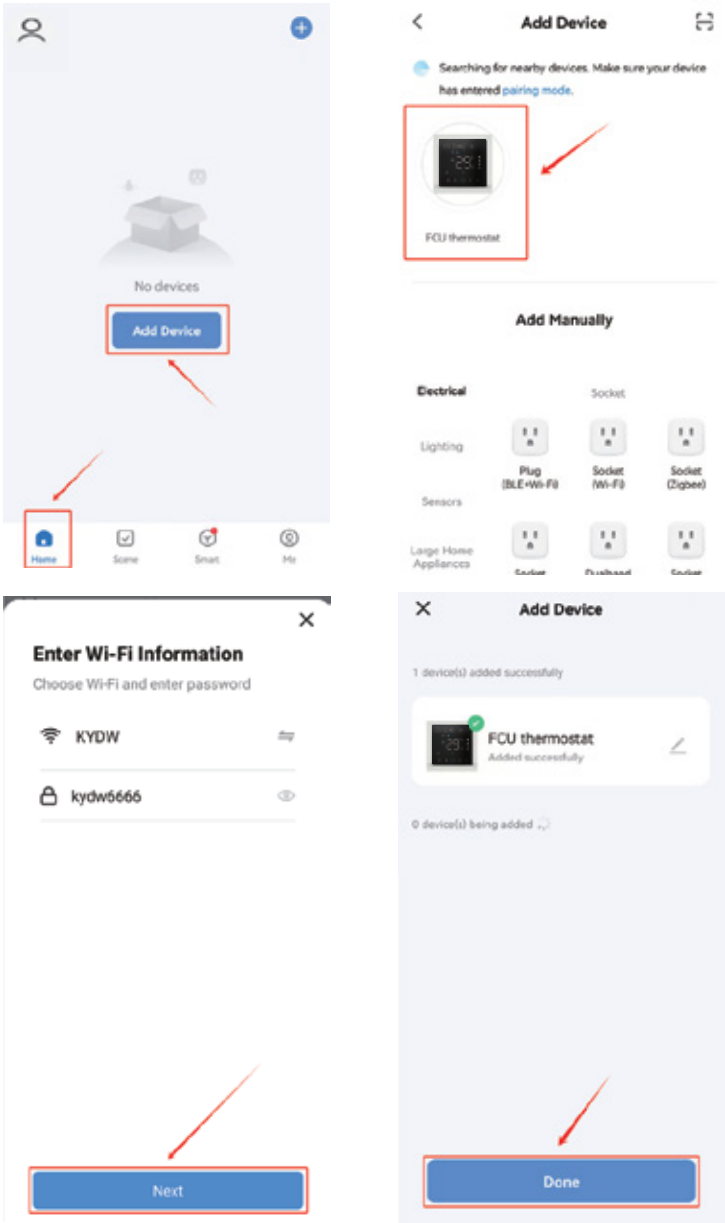 No devices
Add Device
Home
Scene
Smart
Me
Add Device
Searching for nearby devices. Make sure your device
has entered pairing mode.
FCU thermostat
Add Manually
Electrical
Socket
Lighting
Plug
(BLE+Wi-Fi)
Socket
(Wi-Fi)
Socket
(Zigbee)
Sensors
Large Home
Appliances
Socket
Dualband
Socket
Enter Wi-Fi Information
Choose Wi-Fi and enter password
KYDW
kydw6666
Next
Add Device
1 device(s) added successfully
FCU thermostat
Added successfully
0 device(s) being added
Done